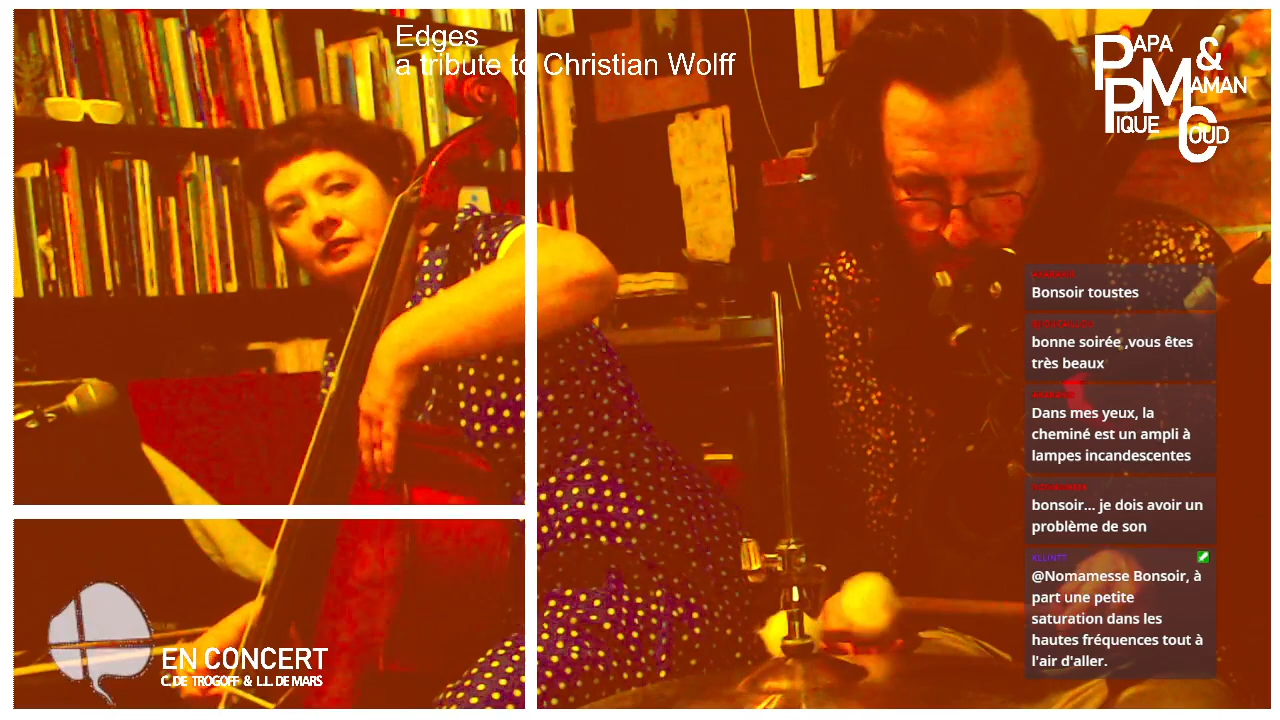 Edges
a tribute to Christian Wolff
PAPA &
MAMAN
PIQUE
COUD
Bonsoir toustes
bonne soirée ,vous êtes
très beaux
Dans mes yeux, la
cheminé est un ampli à
lampes incandescentes
bonsoir... je dois avoir un
problème de son
KLLINTT
@Nomamesse Bonsoir, à
part une petite
saturation dans les
hautes fréquences tout à
l'air d'aller.
EN CONCERT
C. DE TROGOFF & L.L. DE MARS